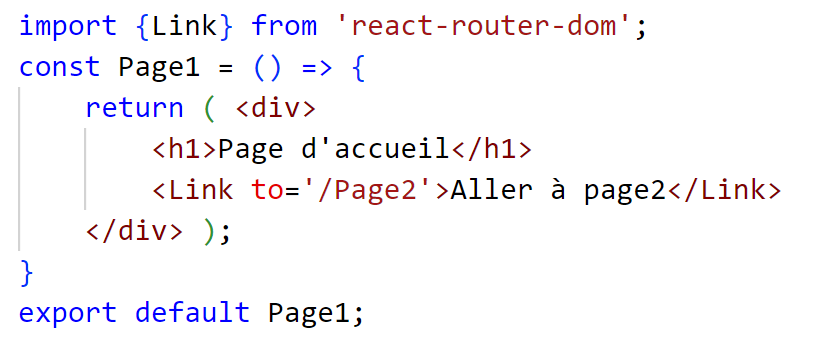 import {Link} from 'react-router-dom';
const Page1 = () => {
return ( <div>
<h1>Page d'accueil</h1>
<Link to='/Page2'>Aller à page2</Link>
</div> );
}
export default Page1;